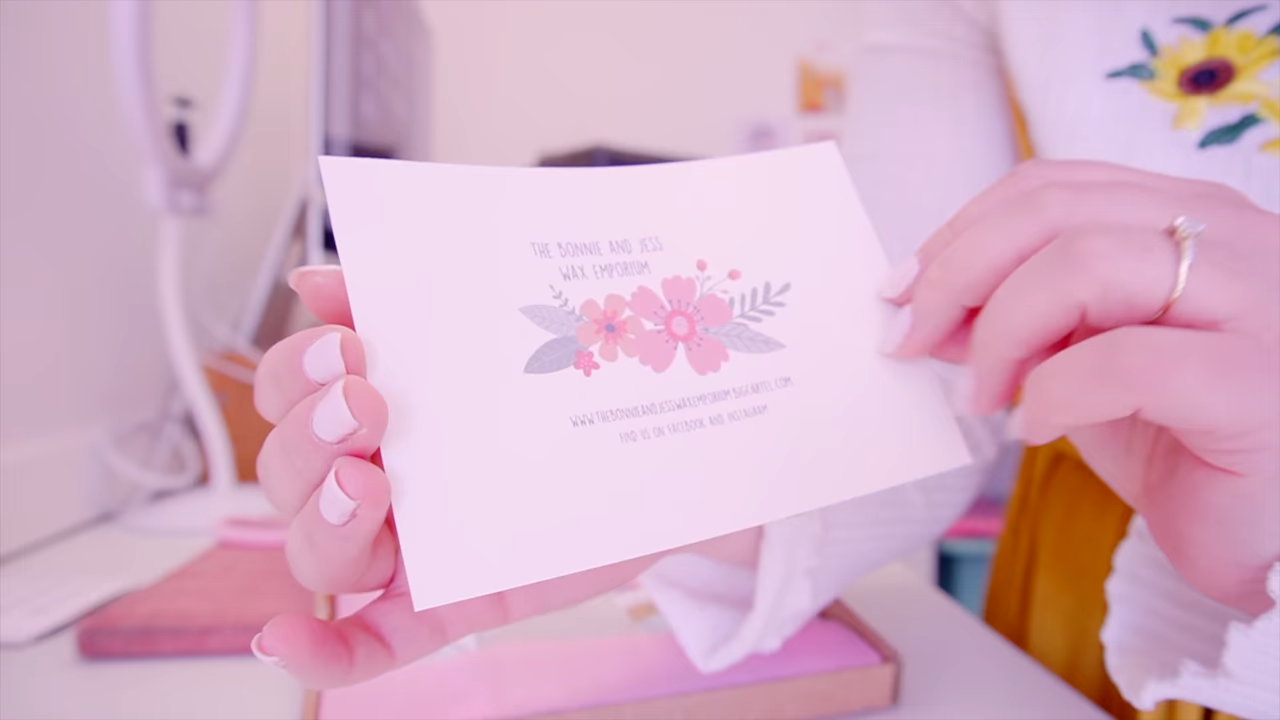 THE BONNIE AND JESS
WAX EMPORIUM
WWW.THEBONNIEANDJESSWAXEMPORIUM.BIGCARTEL.COM
FIND US ON FACEBOOK AND INSTAGRAM